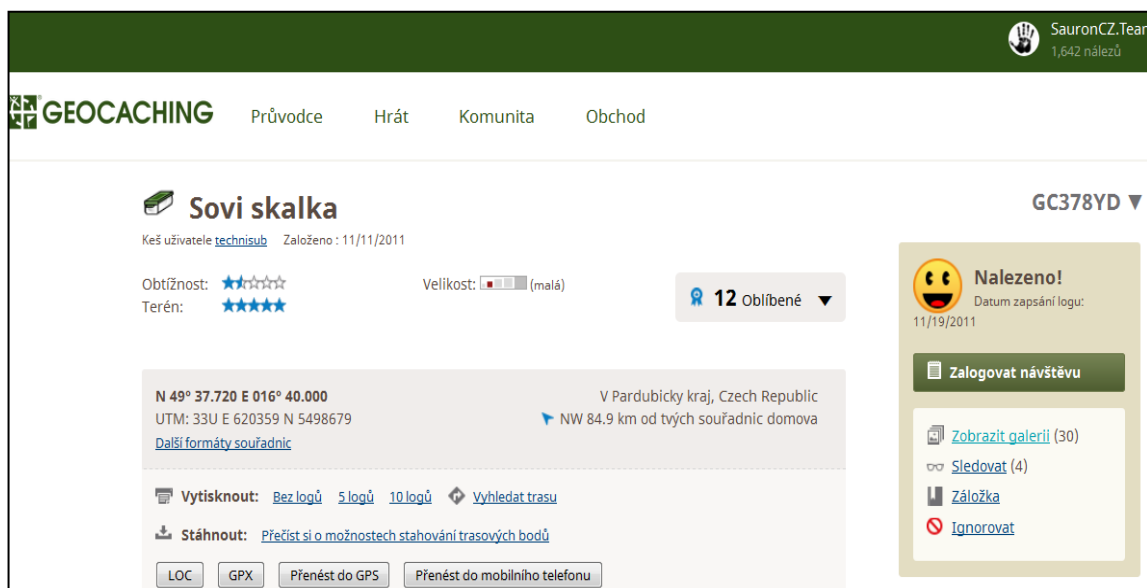 SauronCZ.Tear
1,642 nálezů
GEOCACHING Průvodce Hrát Komunita Obchod
Sovi skalka
GC378YD ▼
Keš uživatele technisub Založeno : 11/11/2011
Obtížnost:
Velikost: (malá)
Terén:
12 Oblíbené ▼
Nalezeno!
Datum zapsání logu:
11/19/2011
Zalogovat návštěvu
Zobrazit galerii (30)
Sledovat (4)
Záložka
Ignorovat
N 49° 37.720 E 016° 40.000
V Pardubicky kraj, Czech Republic
UTM: 33U E 620359 N 5498679
NW 84.9 km od tvých souřadnic domova
Další formáty souřadnic
Vytisknout: Bez logů 5 logů 10 logů Vyhledat trasu
Stáhnout: Přečíst si o možnostech stahování trasových bodů
LOC GPX Přenést do GPS Přenést do mobilního telefonu